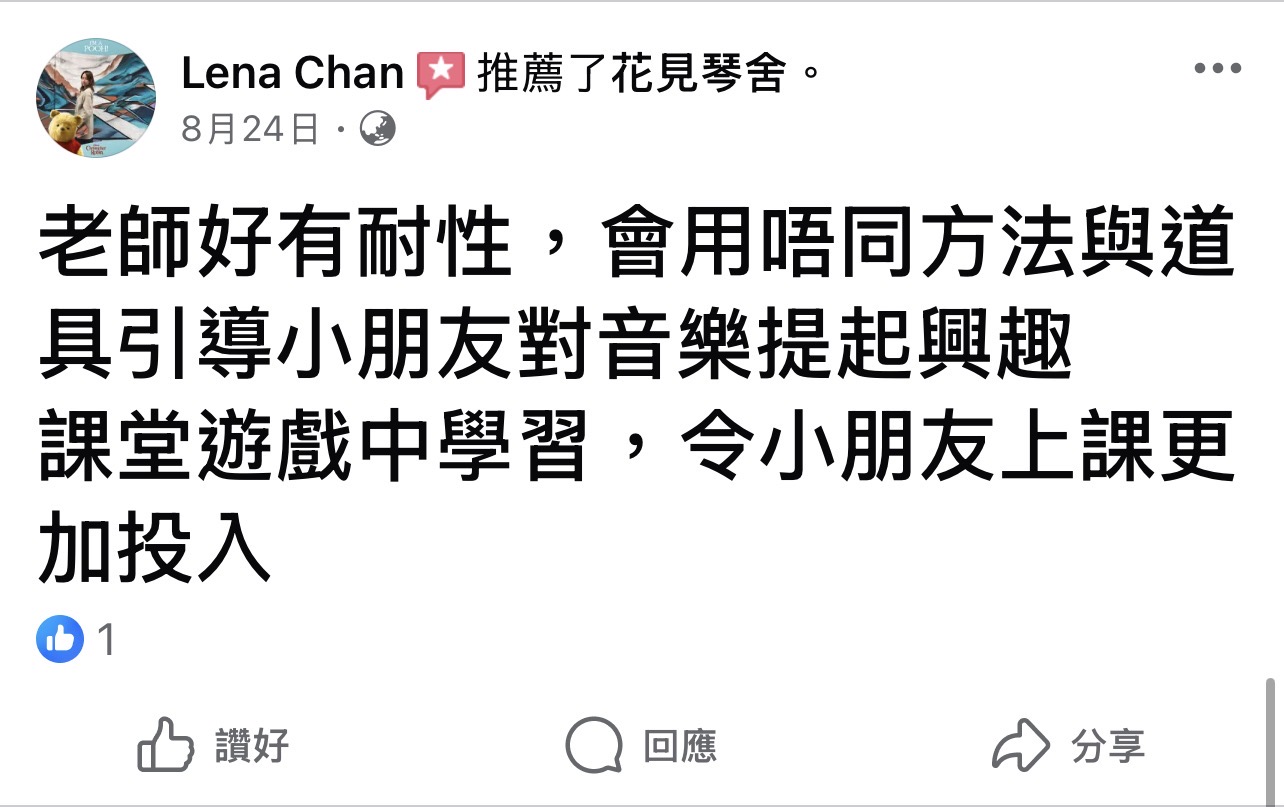 Lena Chan 推薦了花見琴舍。
8月24日 ·
老師好有耐性，會用唔同方法與道
具引導小朋友對音樂提起興趣
課堂遊戲中學習，令小朋友上課更
加投入
1
讚好
回應
分享